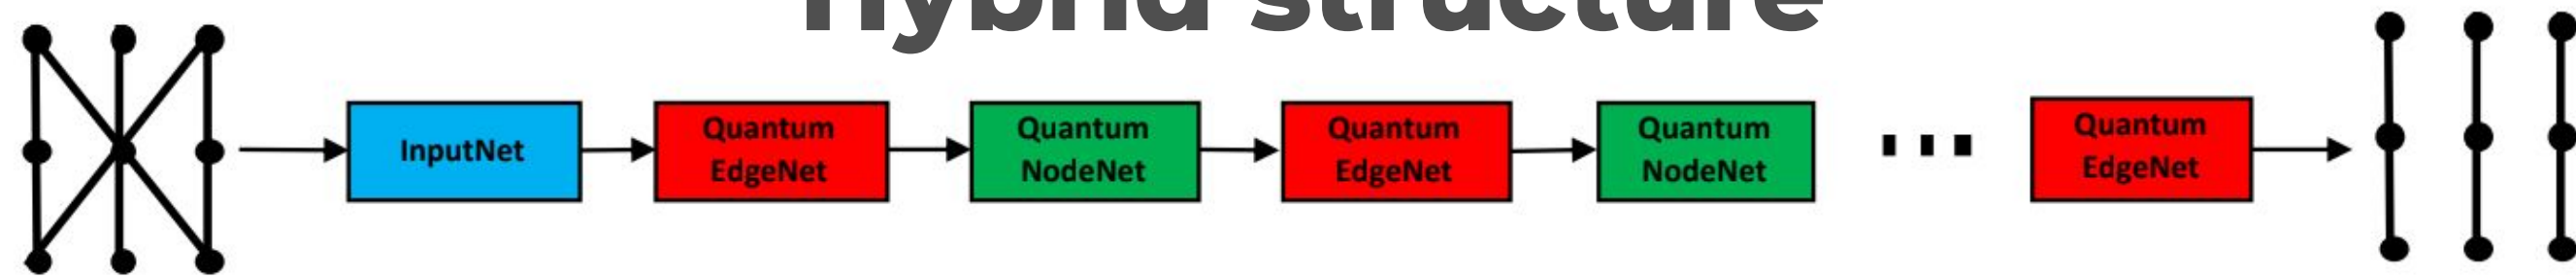 Hybrid structure
InputNet
Quantum
EdgeNet
Quantum
NodeNet
Quantum
EdgeNet
Quantum
NodeNet
...
Quantum
EdgeNet